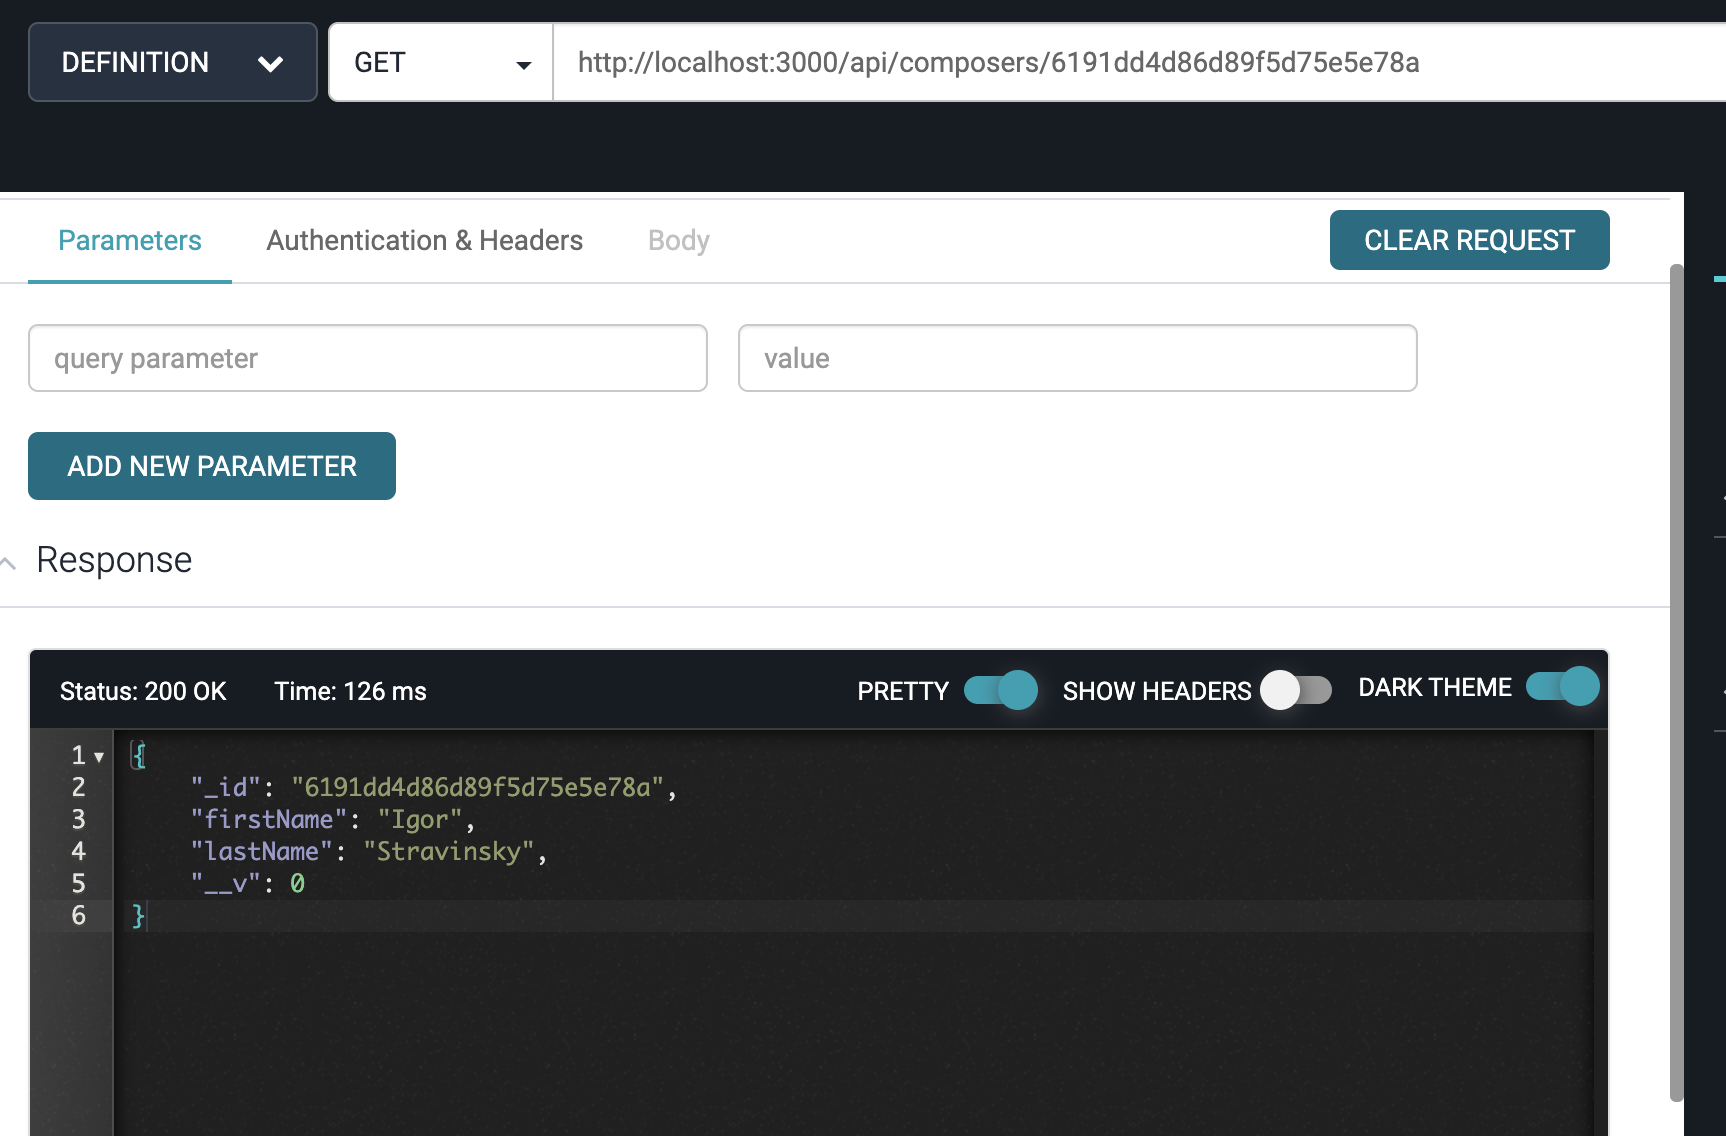 DEFINITION GET http://localhost:3000/api/composers/6191dd4d86d89f5d75e5e78a
Parameters Authentication & Headers Body CLEAR REQUEST
query parameter value
ADD NEW PARAMETER
Response
Status: 200 OK Time: 126 ms PRETTY SHOW HEADERS DARK THEME
1 {
2 "_id": "6191dd4d86d89f5d75e5e78a",
3 "firstName": "Igor",
4 "lastName": "Stravinsky",
5 "__v": 0
6 }